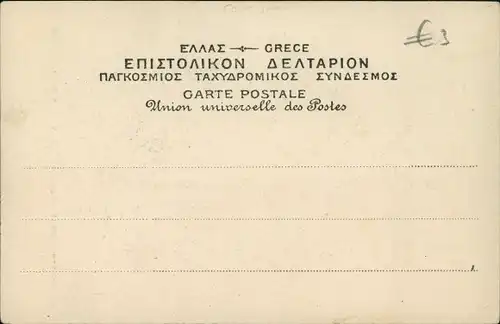 ΕΛΛΑΣ GRECE
€3
ΕΠΙΣΤΟΛΙΚΟΝ ΔΕΛΤΑΡΙΟΝ
ΠΑΓΚΟΣΜΙΟΣ ΤΑΧΥΔΡΟΜΙΚΟΣ ΣΥΝΔΕΣΜΟΣ
CARTE POSTALE
Union universelle des Postes